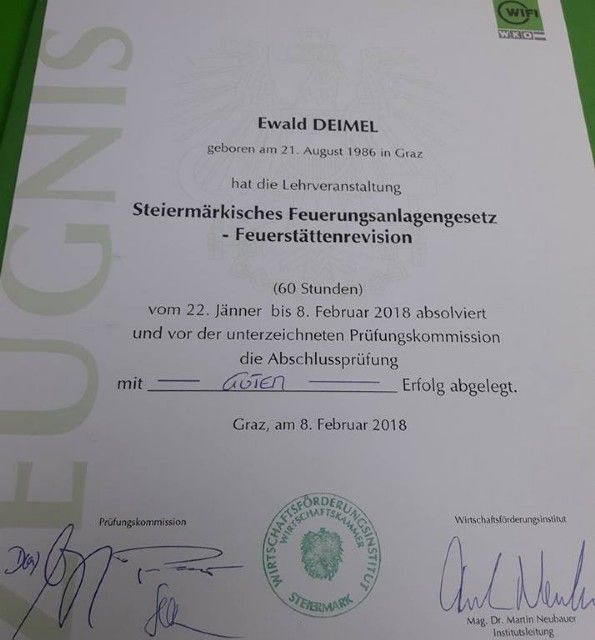 WIFI
WKO
ZEUGNIS
Ewald DEIMEL
geboren am 21. August 1986 in Graz
hat die Lehrveranstaltung
Steiermärkisches Feuerungsanlagengesetz
- Feuerstättenrevision
(60 Stunden)
vom 22. Jänner bis 8. Februar 2018 absolviert
und vor der unterzeichneten Prüfungskommission
die Abschlussprüfung
mit GUTEM Erfolg abgelegt.
Graz, am 8. Februar 2018
Prüfungskommission
WIRTSCHAFTSFÖRDERUNGSINSTITUT
WIRTSCHAFTSKAMMER
STEIERMARK
Wirtschaftsförderungsinstitut
Mag. Dr. Martin Neubauer
Institutsleitung